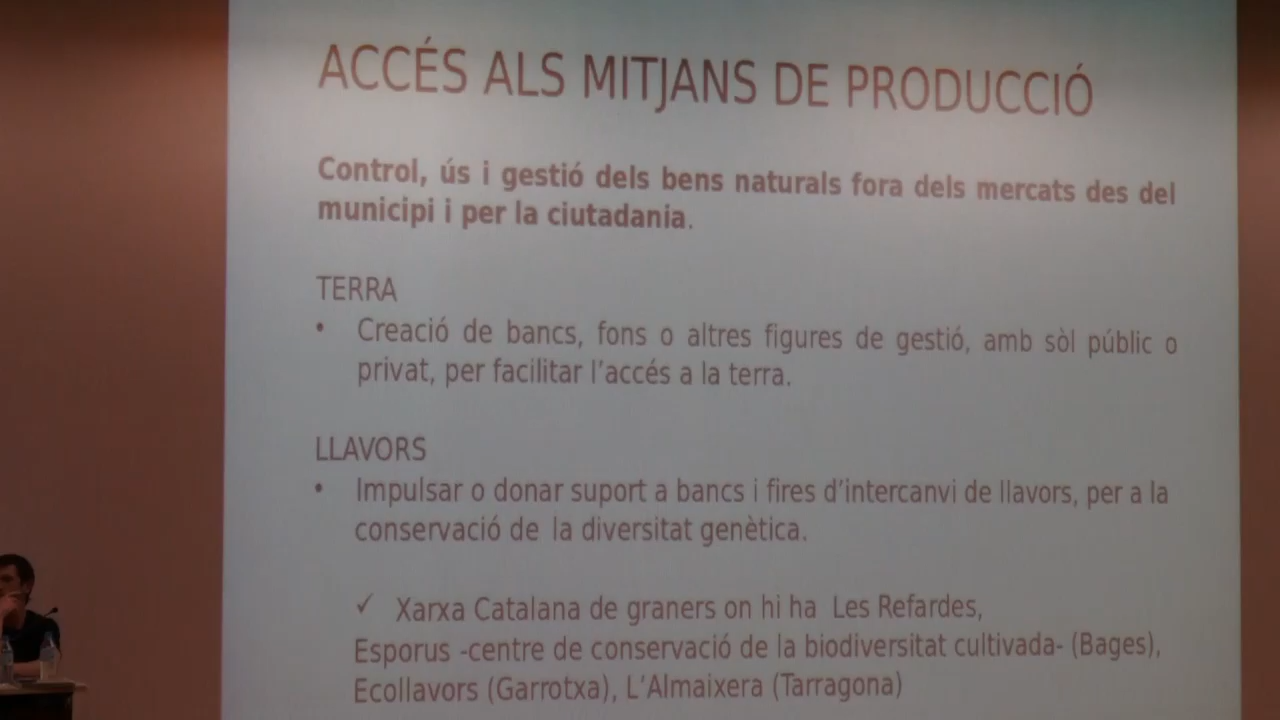 ACCÉS ALS MITJANS DE PRODUCCIÓ
Control, ús i gestió dels bens naturals fora dels mercats des del
municipi i per la ciutadania.
TERRA
• Creació de bancs, fons o altres figures de gestió, amb sòl públic o
privat, per facilitar l'accés a la terra.
LLAVORS
• Impulsar o donar suport a bancs i fires d'intercanvi de llavors, per a la
conservació de la diversitat genètica.
✓ Xarxa Catalana de graners on hi ha Les Refardes,
Esporus -centre de conservació de la biodiversitat cultivada- (Bages),
Ecollavors (Garrotxa), L'Almaixera (Tarragona)